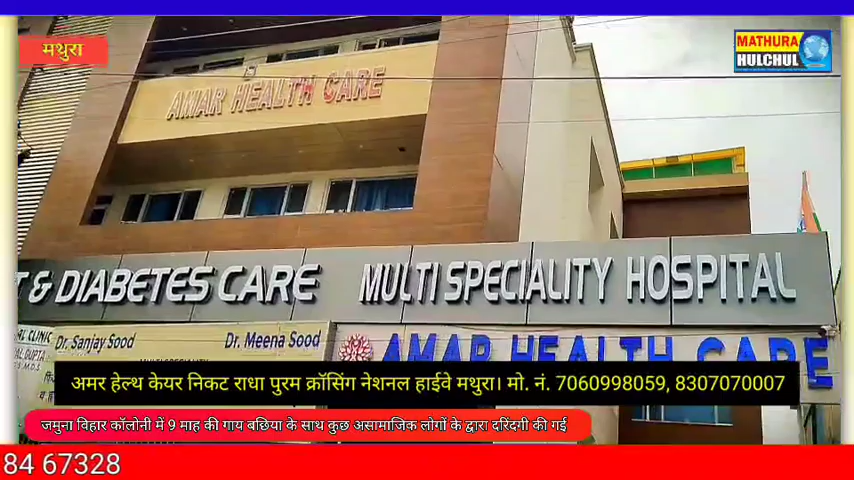 मथुरा
MATHURA
HULCHUL
AMAR HEALTH CARE
& DIABETES CARE
MULTI SPECIALITY HOSPITAL
AL CLINIC
Dr. Sanjay Sood
Dr. Meena Sood
AMAR HEALTH CARE
अमर हेल्थ केयर निकट राधा पुरम क्रॉसिंग नेशनल हाईवे मथुरा। मो. नं. 7060998059, 8307070007
जमुना विहार कॉलोनी में 9 माह की गाय बछिया के साथ कुछ असामाजिक लोगों के द्वारा दरिंदगी की गई
84 67328